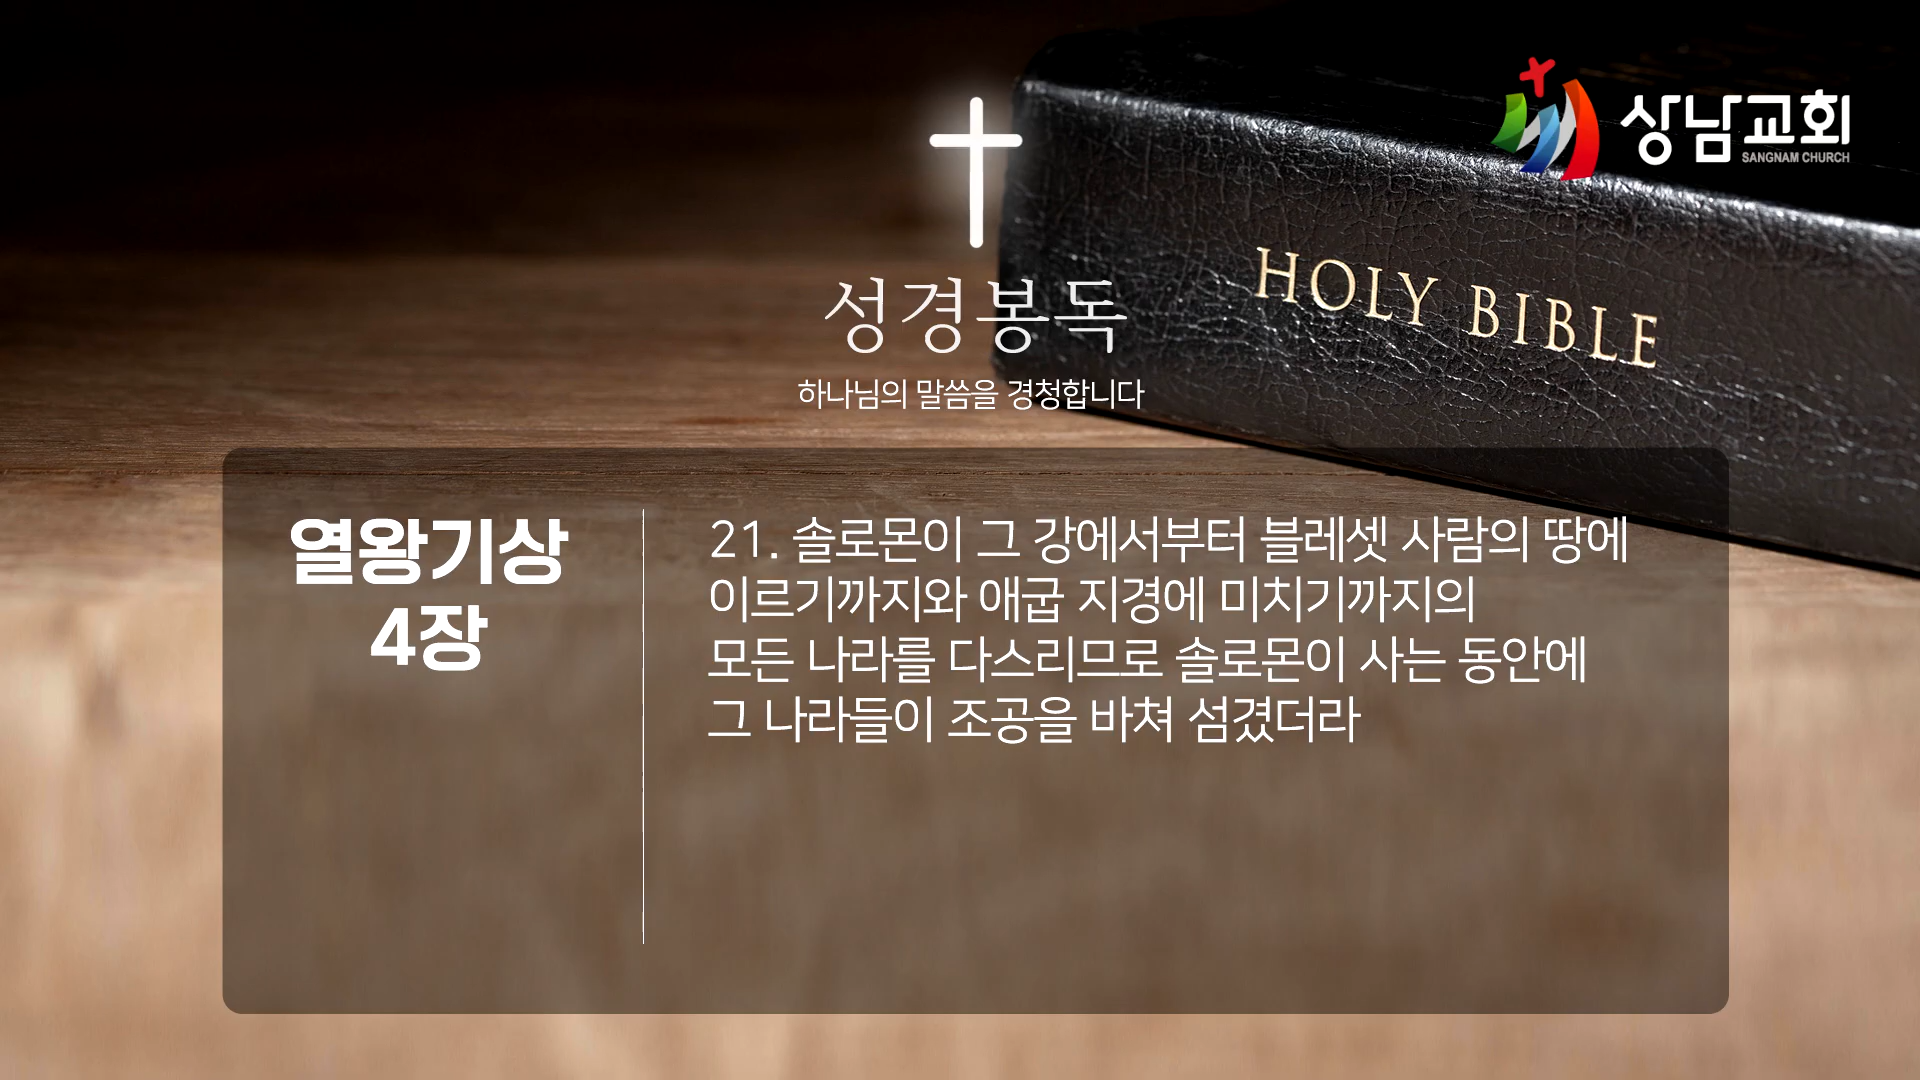 상남교회
SANGNAM CHURCH
HOLY BIBLE
성경봉독
하나님의 말씀을 경청합니다
열왕기상
4장
21. 솔로몬이 그 강에서부터 블레셋 사람의 땅에
이르기까지와 애굽 지경에 미치기까지의
모든 나라를 다스리므로 솔로몬이 사는 동안에
그 나라들이 조공을 바쳐 섬겼더라